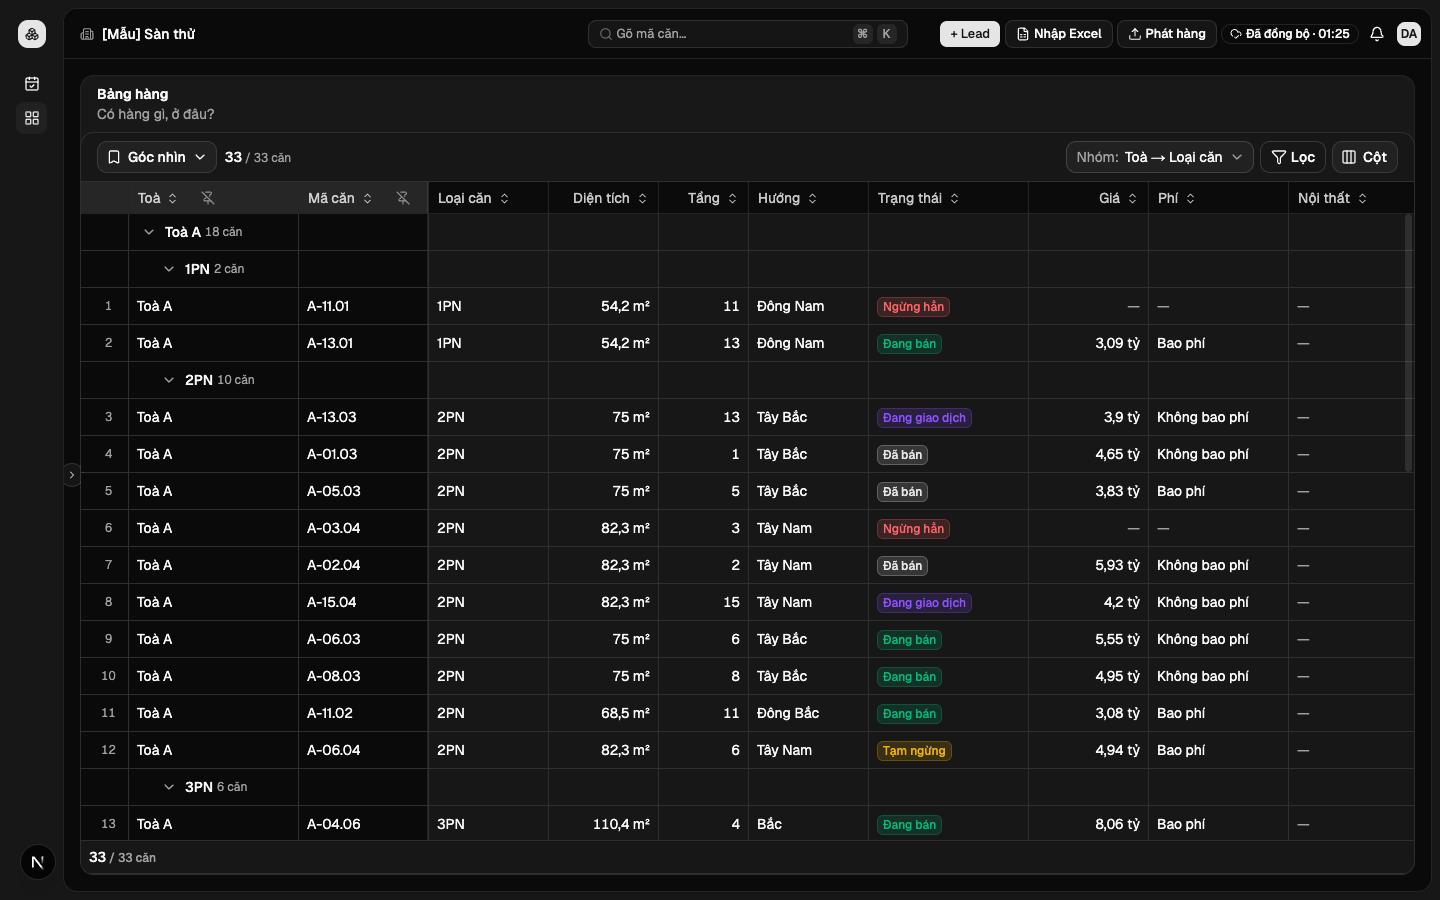 [Mẫu] Sàn thử
Gõ mã căn...
⌘ K
+ Lead
Nhập Excel
Phát hàng
Đã đồng bộ · 01:25
DA
Bảng hàng
Có hàng gì, ở đâu?
Góc nhìn
33 / 33 căn
Nhóm: Toà → Loại căn
Lọc
Cột
Toà Mã căn Loại căn Diện tích Tầng Hướng Trạng thái Giá Phí Nội thất
Toà A 18 căn
1PN 2 căn
1 Toà A A-11.01 1PN 54,2 m² 11 Đông Nam Ngừng hẳn — — —
2 Toà A A-13.01 1PN 54,2 m² 13 Đông Nam Đang bán 3,09 tỷ Bao phí —
2PN 10 căn
3 Toà A A-13.03 2PN 75 m² 13 Tây Bắc Đang giao dịch 3,9 tỷ Không bao phí —
4 Toà A A-01.03 2PN 75 m² 1 Tây Bắc Đã bán 4,65 tỷ Không bao phí —
5 Toà A A-05.03 2PN 75 m² 5 Tây Bắc Đã bán 3,83 tỷ Bao phí —
6 Toà A A-03.04 2PN 82,3 m² 3 Tây Nam Ngừng hẳn — — —
7 Toà A A-02.04 2PN 82,3 m² 2 Tây Nam Đã bán 5,93 tỷ Không bao phí —
8 Toà A A-15.04 2PN 82,3 m² 15 Tây Nam Đang giao dịch 4,2 tỷ Không bao phí —
9 Toà A A-06.03 2PN 75 m² 6 Tây Bắc Đang bán 5,55 tỷ Không bao phí —
10 Toà A A-08.03 2PN 75 m² 8 Tây Bắc Đang bán 4,95 tỷ Không bao phí —
11 Toà A A-11.02 2PN 68,5 m² 11 Đông Bắc Đang bán 3,08 tỷ Bao phí —
12 Toà A A-06.04 2PN 82,3 m² 6 Tây Nam Tạm ngừng 4,94 tỷ Bao phí —
3PN 6 căn
13 Toà A A-04.06 3PN 110,4 m² 4 Bắc Đang bán 8,06 tỷ Bao phí —
33 / 33 căn
N